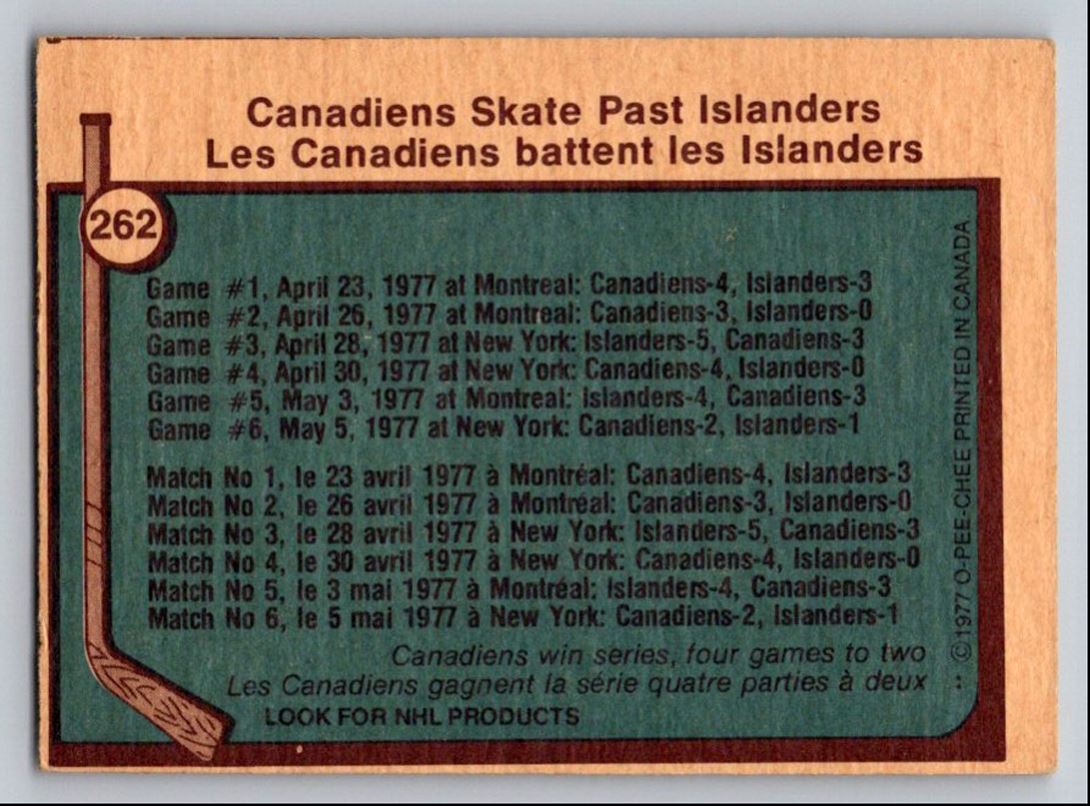 Canadiens Skate Past Islanders
Les Canadiens battent les Islanders
262
Game #1, April 23, 1977 at Montreal: Canadiens-4, Islanders-3
Game #2, April 26, 1977 at Montreal: Canadiens-3, Islanders-0
Game #3, April 28, 1977 at New York: Islanders-5, Canadiens-3
Game #4, April 30, 1977 at New York: Canadiens-4, Islanders-0
Game #5, May 3, 1977 at Montreal: Islanders-4, Canadiens-3
Game #6, May 5, 1977 at New York: Canadiens-2, Islanders-1
Match No 1, le 23 avril 1977 à Montréal: Canadiens-4, Islanders-3
Match No 2, le 26 avril 1977 à Montréal: Canadiens-3, Islanders-0
Match No 3, le 28 avril 1977 à New York: Islanders-5, Canadiens-3
Match No 4, le 30 avril 1977 à New York: Canadiens-4, Islanders-0
Match No 5, le 3 mai 1977 à Montréal: Islanders-4, Canadiens-3
Match No 6, le 5 mai 1977 à New York: Canadiens-2, Islanders-1
Canadiens win series, four games to two
Les Canadiens gagnent la série quatre parties à deux
LOOK FOR NHL PRODUCTS
©1977 O-PEE-CHEE PRINTED IN CANADA